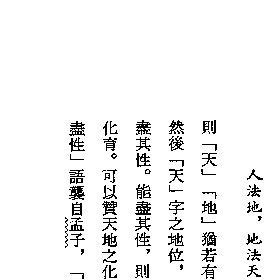 人法地，地法天
則「天」「地」猶若有
然後「天」字之地位，
盡其性。能盡其性，則
化育。可以贊天地之化
盡性」語襲自孟子，「